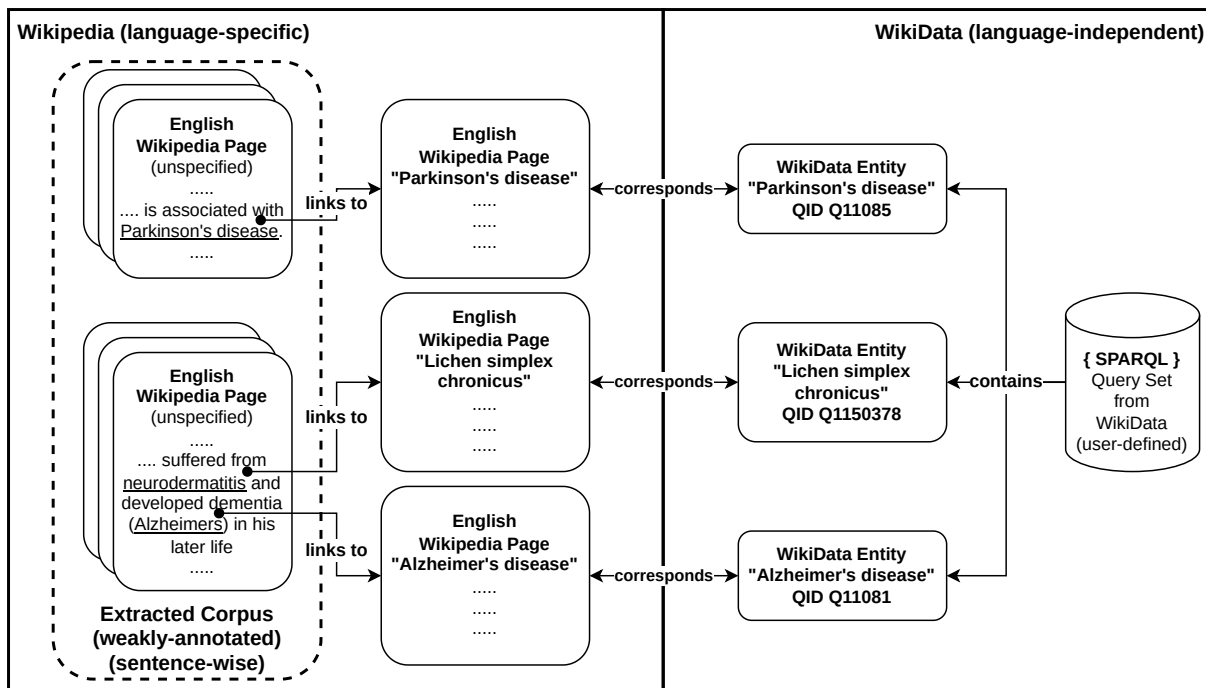 Wikipedia (language-specific)
WikiData (language-independent)
English
Wikipedia Page
(unspecified)
.....
.... is associated with
Parkinson's disease.
.....
links to
English
Wikipedia Page
"Parkinson's disease"
.....
....
....
corresponds
WikiData Entity
"Parkinson's disease"
QID Q11085
English
Wikipedia Page
(unspecified)
.....
.... suffered from
neurodermatitis and
developed dementia
(Alzheimers) in his
later life
.....
links to
links to
English
Wikipedia Page
"Lichen simplex
chronicus"
.....
....
....
corresponds
WikiData Entity
"Lichen simplex
chronicus"
QID Q1150378
contains
{ SPARQL }
Query Set
from
WikiData
(user-defined)
English
Wikipedia Page
"Alzheimer's disease"
.....
....
....
corresponds
WikiData Entity
"Alzheimer's disease"
QID Q11081
Extracted Corpus
(weakly-annotated)
(sentence-wise)